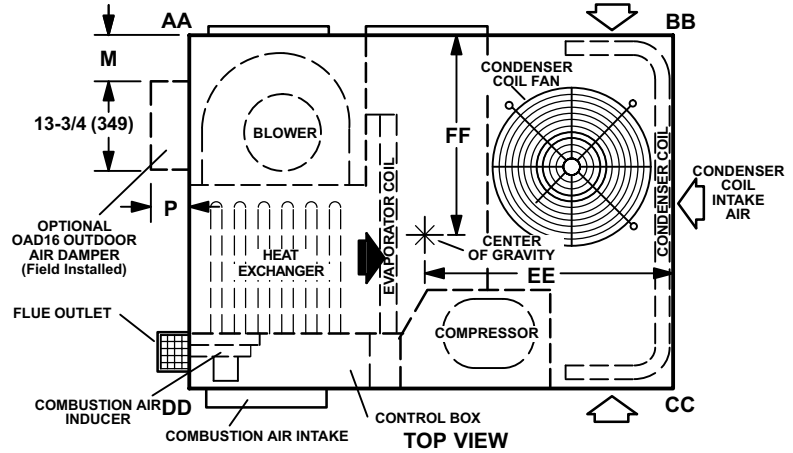 AA
BB
M
CONDENSER
COIL FAN
13-3/4 (349)
BLOWER
FF
EVAPORATOR COIL
CONDENSER COIL
CONDENSER
COIL
INTAKE
AIR
P
OPTIONAL
OAD16 OUTDOOR
AIR DAMPER
(Field Installed)
HEAT
EXCHANGER
CENTER
OF GRAVITY
EE
FLUE OUTLET
COMPRESSOR
COMBUSTION AIR
INDUCER
DD
CC
COMBUSTION AIR INTAKE
CONTROL BOX
TOP VIEW